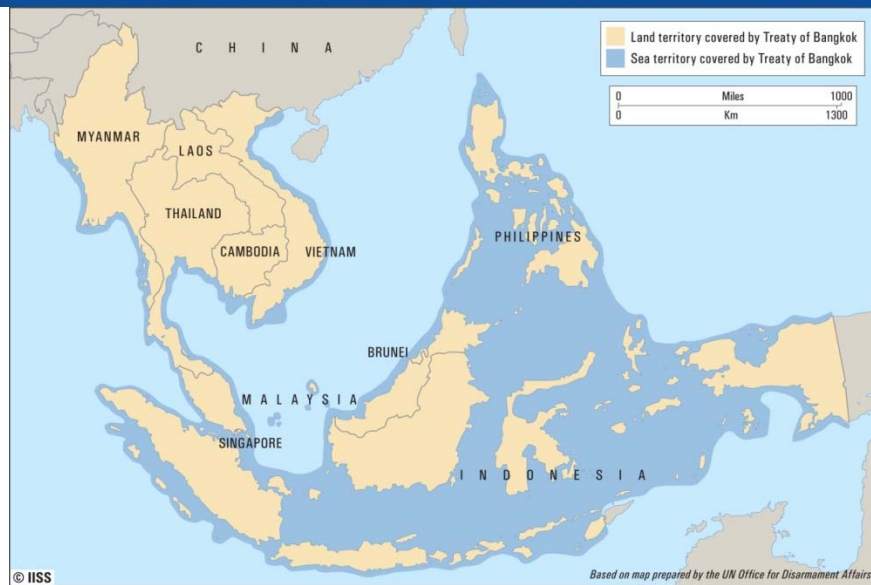 C H I N A
Land territory covered by Treaty of Bangkok
Sea territory covered by Treaty of Bangkok
0 Miles 1000
0 Km 1300
MYANMAR
LAOS
THAILAND
CAMBODIA
VIETNAM
PHILIPPINES
BRUNEI
M A L A Y S I A
SINGAPORE
I N D O N E S I A
© IISS
Based on map prepared by the UN Office for Disarmament Affairs